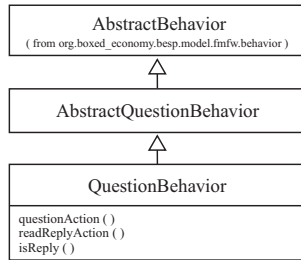 AbstractBehavior
( from org.boxed_economy.besp.model.fmfw.behavior )
AbstractQuestionBehavior
QuestionBehavior
questionAction ( )
readReplyAction ( )
isReply ( )